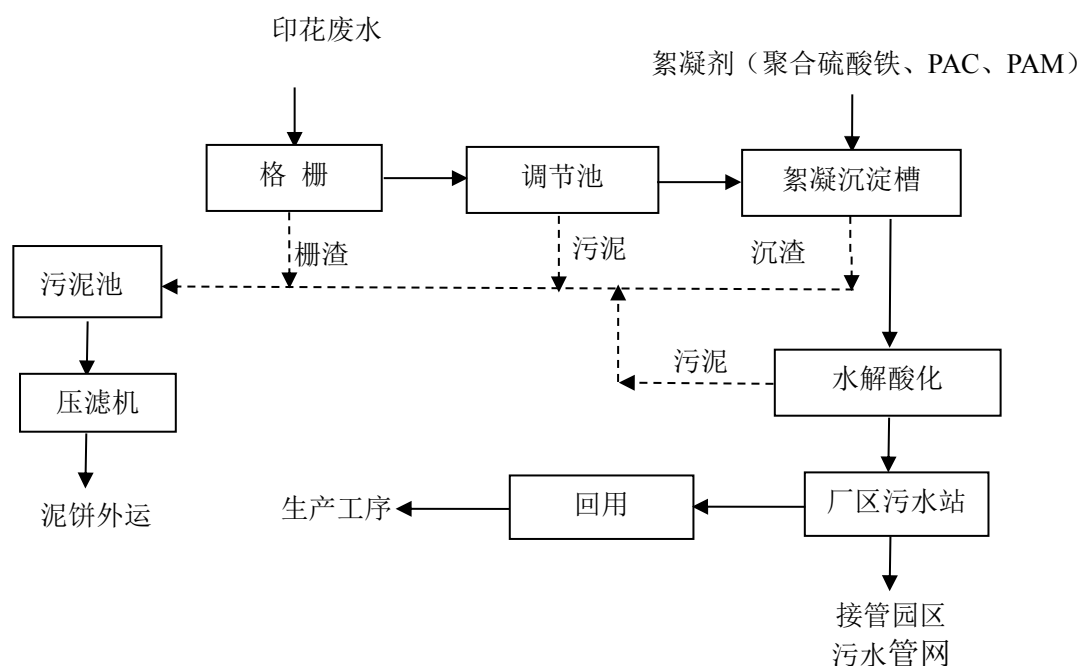 印花废水
絮凝剂（聚合硫酸铁、PAC、PAM）
格 栅
调节池
絮凝沉淀槽
栅渣
污泥
沉渣
污泥池
污泥
水解酸化
压滤机
泥饼外运
生产工序
回用
厂区污水站
接管园区
污水管网